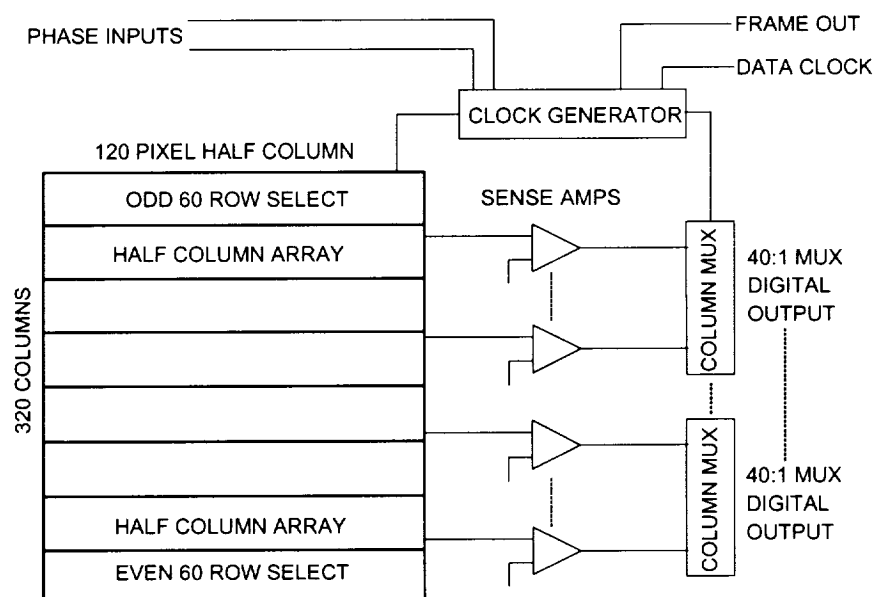 PHASE INPUTS
FRAME OUT
DATA CLOCK
CLOCK GENERATOR
120 PIXEL HALF COLUMN
ODD 60 ROW SELECT
SENSE AMPS
HALF COLUMN ARRAY
320 COLUMNS
COLUMN MUX
40:1 MUX
DIGITAL
OUTPUT
COLUMN MUX
40:1 MUX
DIGITAL
OUTPUT
HALF COLUMN ARRAY
EVEN 60 ROW SELECT